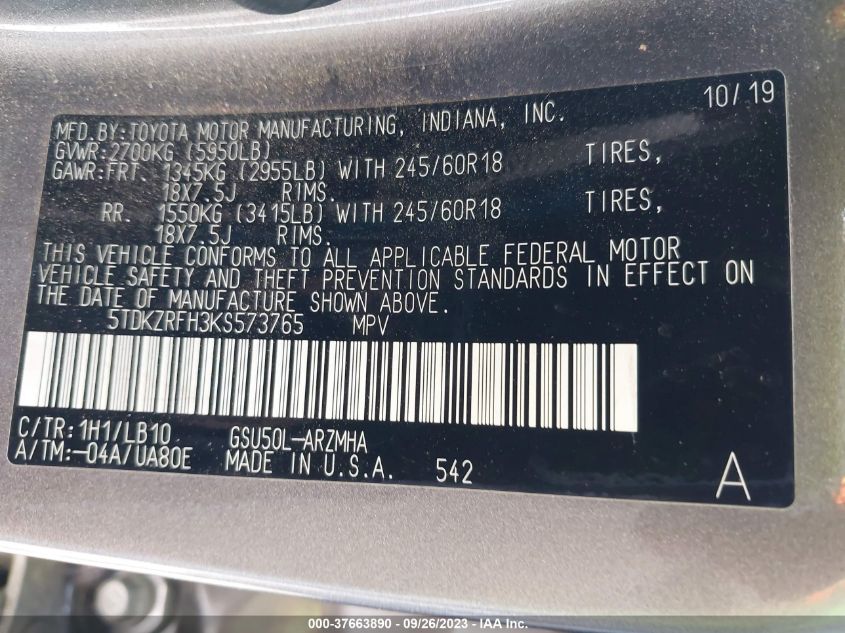 10/19
MFD.BY:TOYOTA MOTOR MANUFACTURING, INDIANA, INC.
GVWR:2700KG (5950LB)
GAWR:FRT. 1345KG (2955LB) WITH 245/60R18 TIRES,
18X7.5J RIMS.
RR. 1550KG (3415LB) WITH 245/60R18 TIRES,
18X7.5J RIMS.
THIS VEHICLE CONFORMS TO ALL APPLICABLE FEDERAL MOTOR
VEHICLE SAFETY AND THEFT PREVENTION STANDARDS IN EFFECT ON
THE DATE OF MANUFACTURE SHOWN ABOVE.
5TDKZRFH3KS573765 MPV
C/TR:1H1/LB10 GSU50L-ARZMHA
A/TM:-04A/UA80E MADE IN U.S.A. 542 A
000-37663890 - 09/26/2023 - IAA Inc.